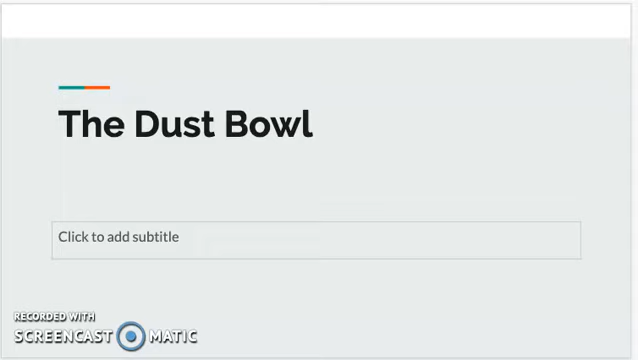 The Dust Bowl
Click to add subtitle
RECORDED WITH
SCREENCAST MATIC